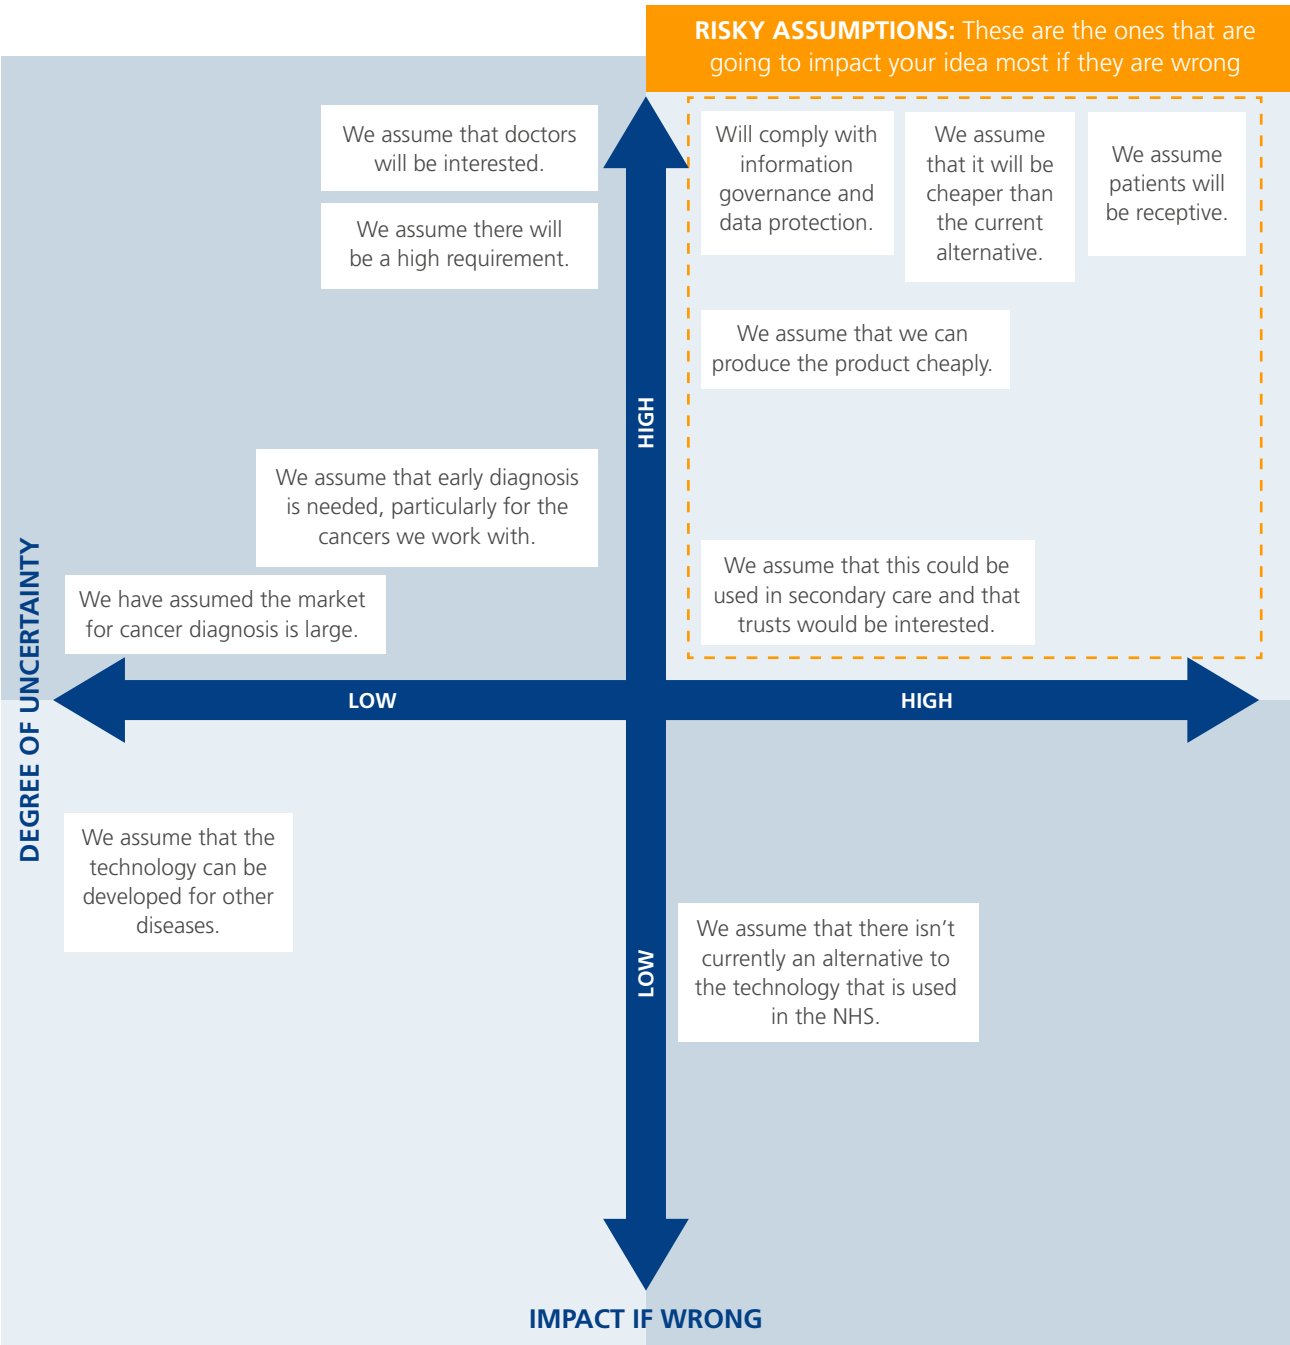 RISKY ASSUMPTIONS: These are the ones that are
going to impact your idea most if they are wrong
We assume that doctors
will be interested.
We assume there will
be a high requirement.
Will comply with
information
governance and
data protection.
We assume
that it will be
cheaper than
the current
alternative.
We assume
patients will
be receptive.
We assume that we can
produce the product cheaply.
HIGH
We assume that early diagnosis
is needed, particularly for the
cancers we work with.
We have assumed the market
for cancer diagnosis is large.
We assume that this could be
used in secondary care and that
trusts would be interested.
DEGREE OF UNCERTAINTY
LOW
HIGH
We assume that the
technology can be
developed for other
diseases.
LOW
We assume that there isn’t
currently an alternative to
the technology that is used
in the NHS.
IMPACT IF WRONG